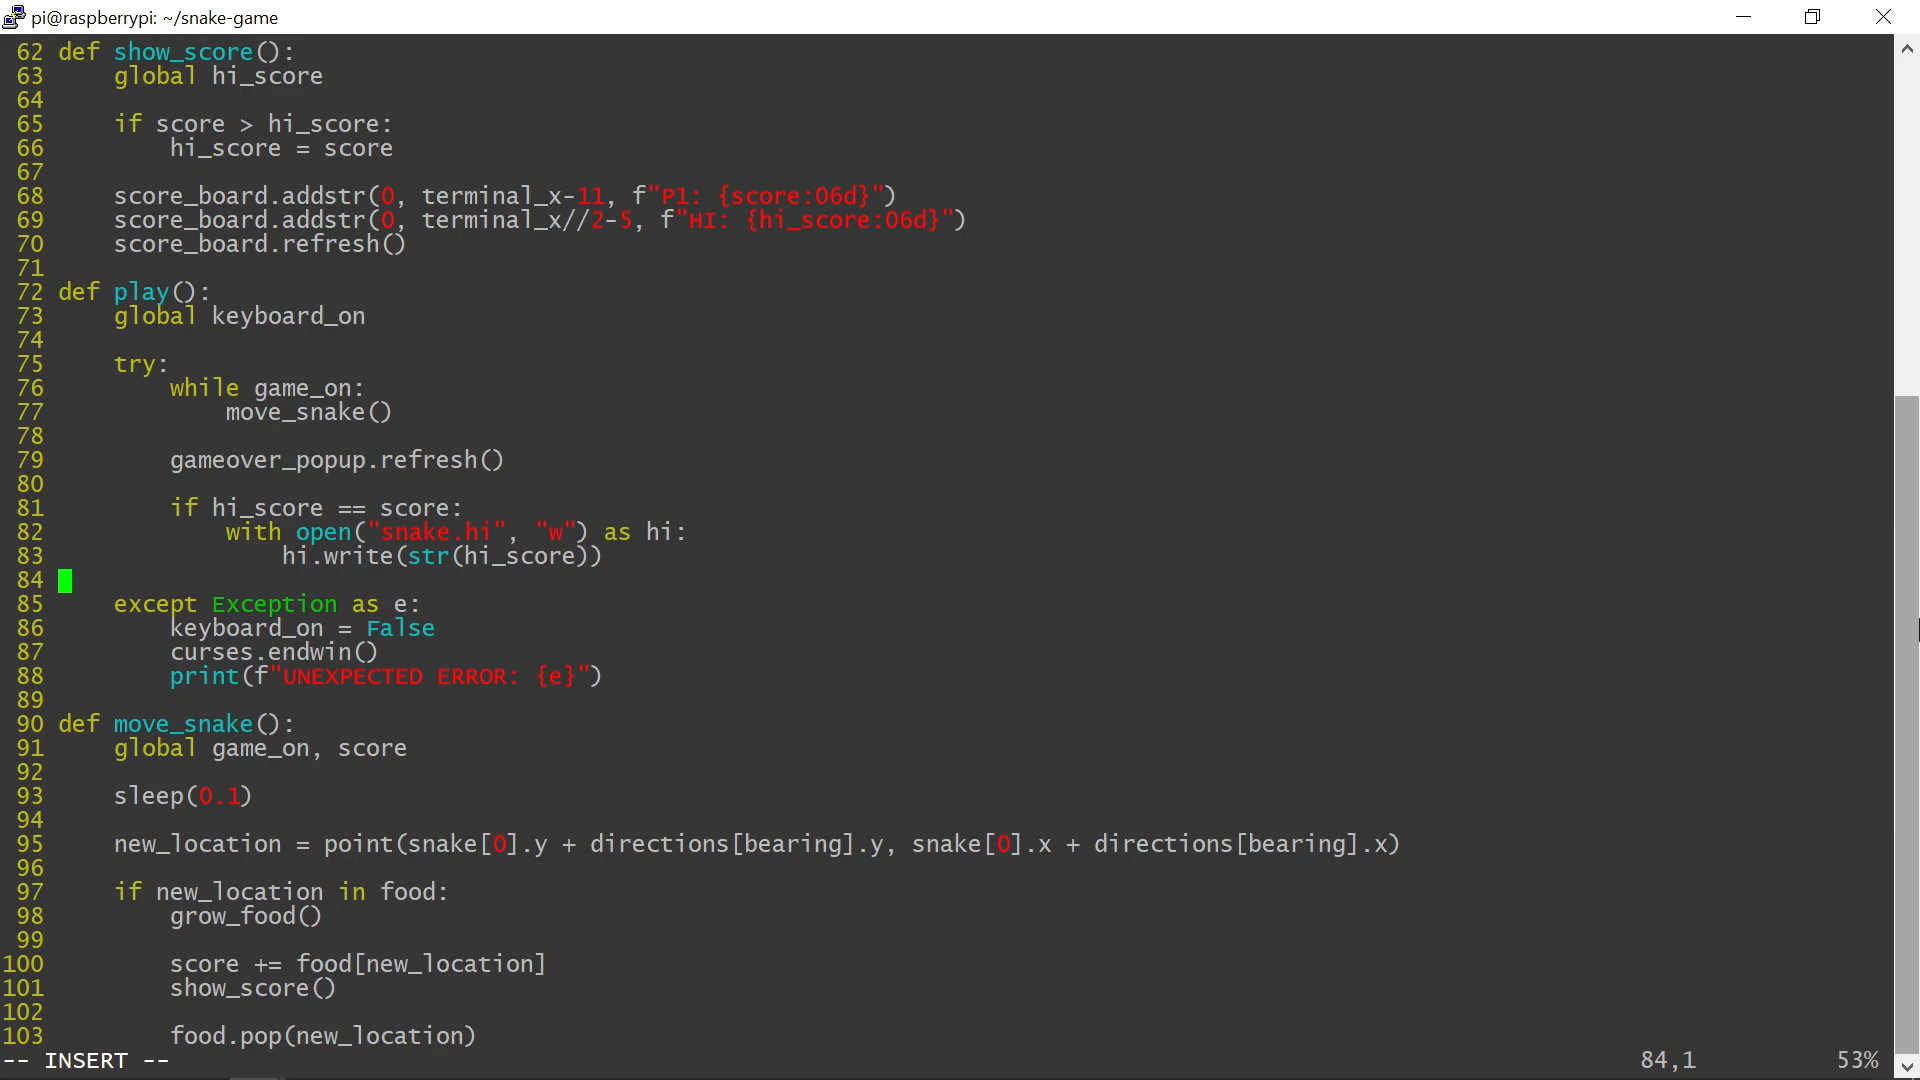 pi@raspberrypi: ~/snake-game
62 def show_score():
63     global hi_score
64
65     if score > hi_score:
66         hi_score = score
67
68     score_board.addstr(0, terminal_x-11, f"P1: {score:06d}")
69     score_board.addstr(0, terminal_x//2-5, f"HI: {hi_score:06d}")
70     score_board.refresh()
71
72 def play():
73     global keyboard_on
74
75     try:
76         while game_on:
77             move_snake()
78
79         gameover_popup.refresh()
80
81         if hi_score == score:
82             with open("snake.hi", "w") as hi:
83                 hi.write(str(hi_score))
84
85     except Exception as e:
86         keyboard_on = False
87         curses.endwin()
88         print(f"UNEXPECTED ERROR: {e}")
89
90 def move_snake():
91     global game_on, score
92
93     sleep(0.1)
94
95     new_location = point(snake[0].y + directions[bearing].y, snake[0].x + directions[bearing].x)
96
97     if new_location in food:
98         grow_food()
99
100         score += food[new_location]
101         show_score()
102
103         food.pop(new_location)
-- INSERT -- 84,1 53%